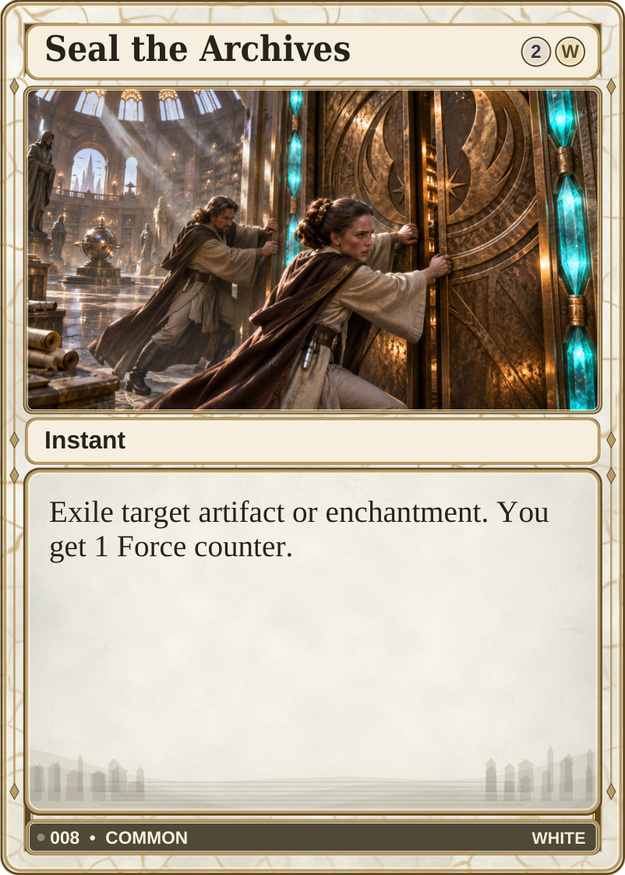 Seal the Archives 2 W
Instant
Exile target artifact or enchantment. You
get 1 Force counter.
008 • COMMON WHITE